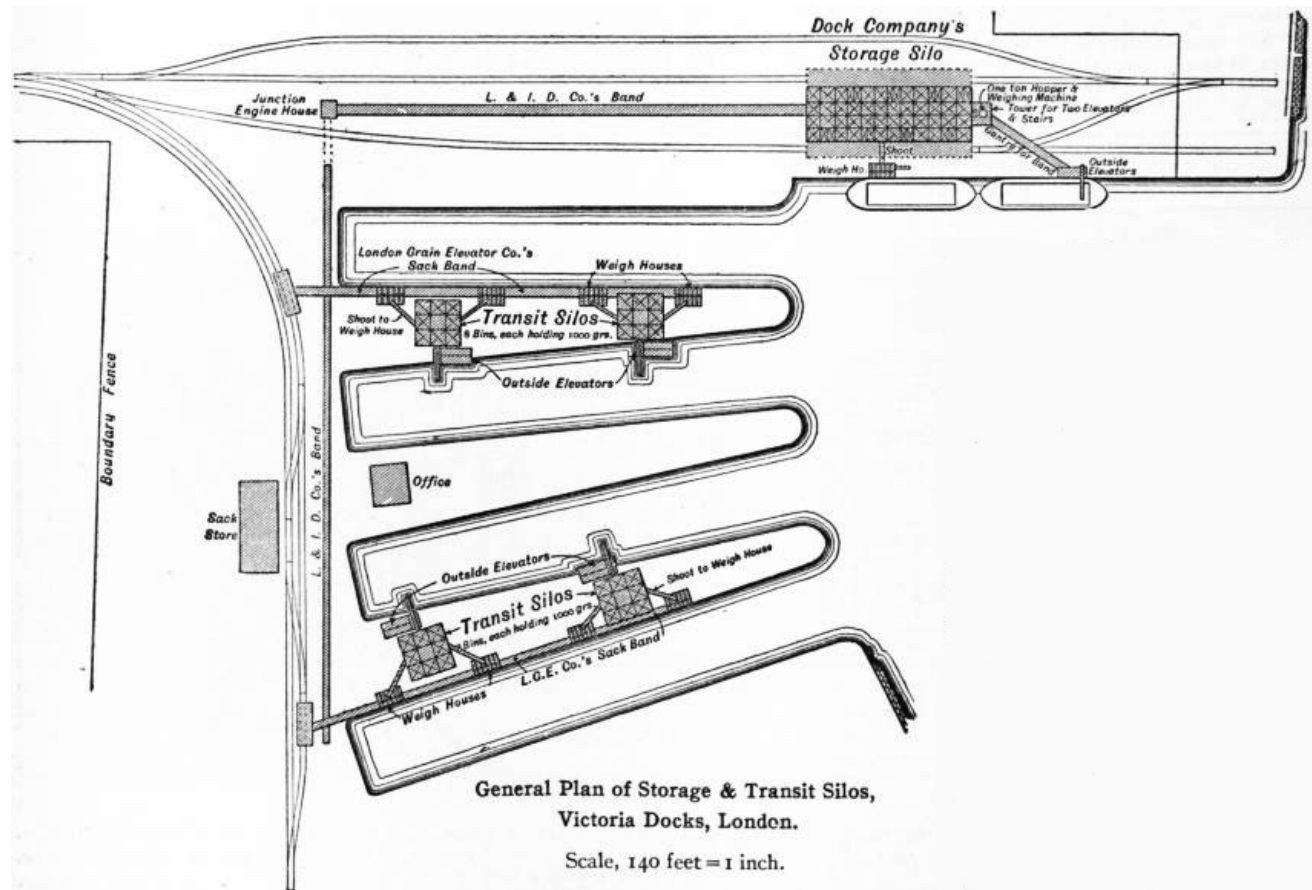 Dock Company's
Storage Silo
Junction
Engine House
L. & I. D. Co.'s Band
One ton Hopper &
Weighing Machine
Tower for Two Elevators
& Stairs
Gantry for Band
Shoot
Weigh Ho.
Outside
Elevators
London Grain Elevator Co.'s
Sack Band
Weigh Houses
Shoot to
Weigh House
Transit Silos
8 Bins, each holding 1000 grs.
Outside Elevators
Boundary Fence
L. & I. D. Co.'s Band
Office
Sack
Store
Outside Elevators
Shoot to Weigh House
Transit Silos
Bins, each holding 1000 grs.
L.G.E. Co.'s Sack Band
Weigh Houses
General Plan of Storage & Transit Silos,
Victoria Docks, London.
Scale, 140 feet = 1 inch.